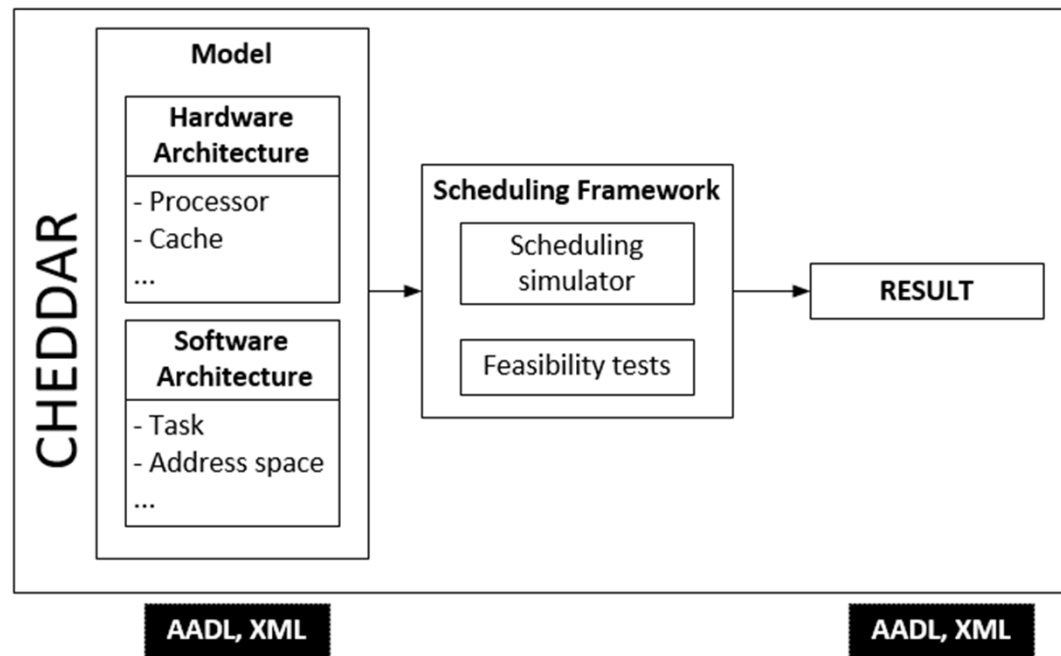 CHEDDAR
Model
Hardware
Architecture
- Processor
- Cache
...
Software
Architecture
- Task
- Address space
...
Scheduling Framework
Scheduling
simulator
Feasibility tests
RESULT
AADL, XML
AADL, XML